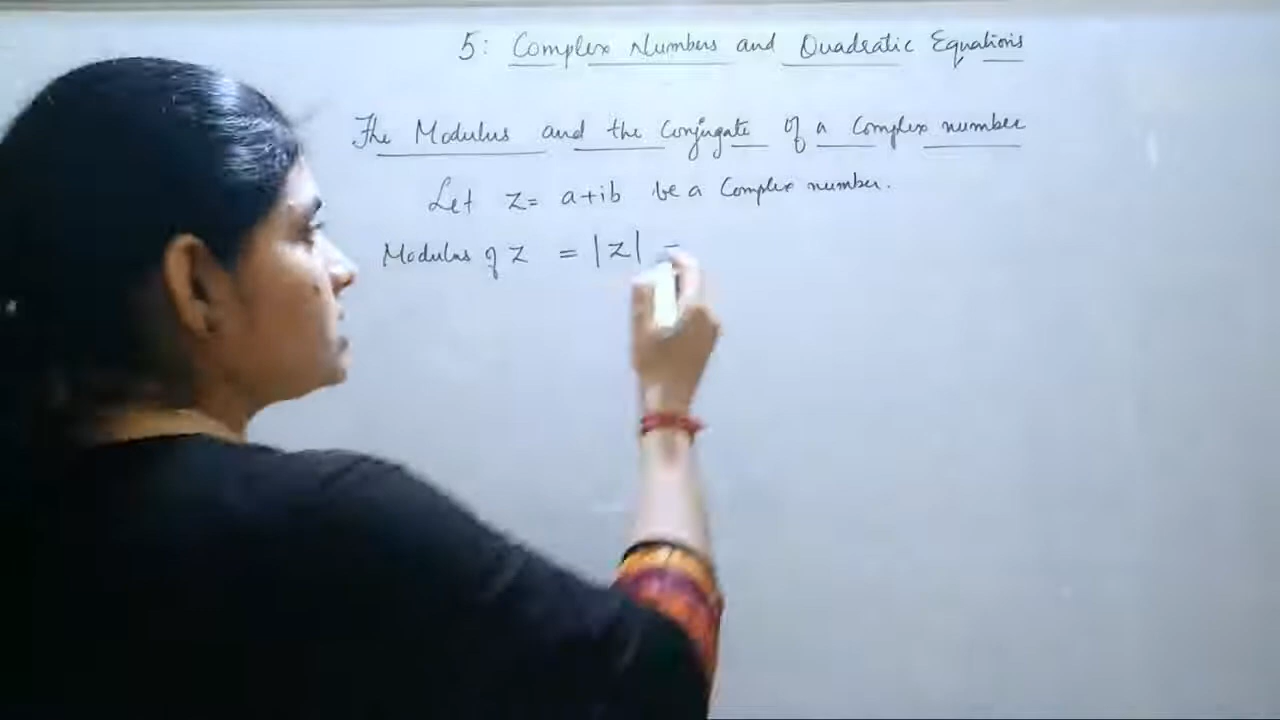 5: Complex Numbers and Quadratic Equations
The Modulus and the Conjugate of a Complex number
Let z = a+ib be a Complex number.
Modulus of z = |z| =